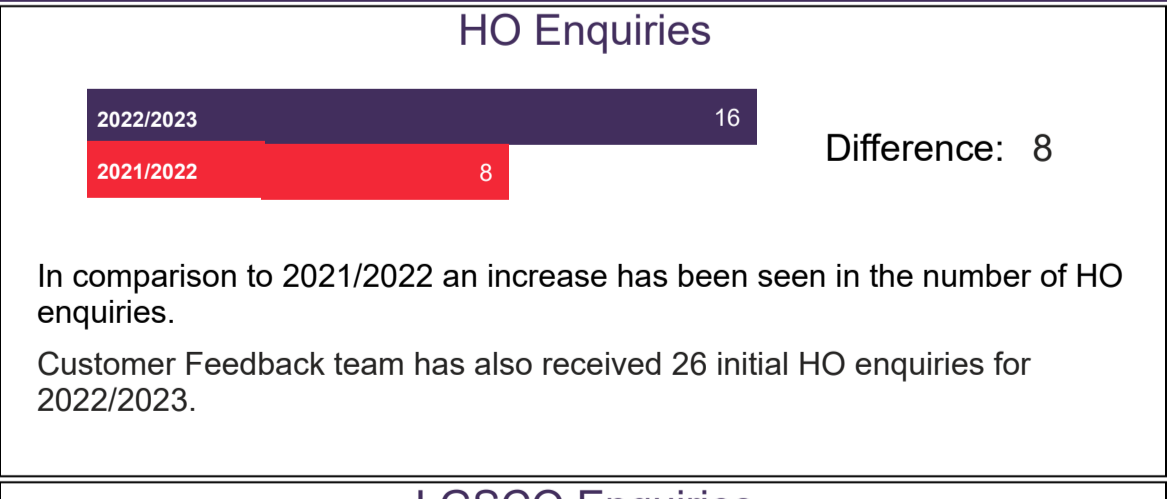 HO Enquiries
2022/2023 16
2021/2022 8
Difference: 8
In comparison to 2021/2022 an increase has been seen in the number of HO
enquiries.
Customer Feedback team has also received 26 initial HO enquiries for
2022/2023.
LGSCO Enquiries